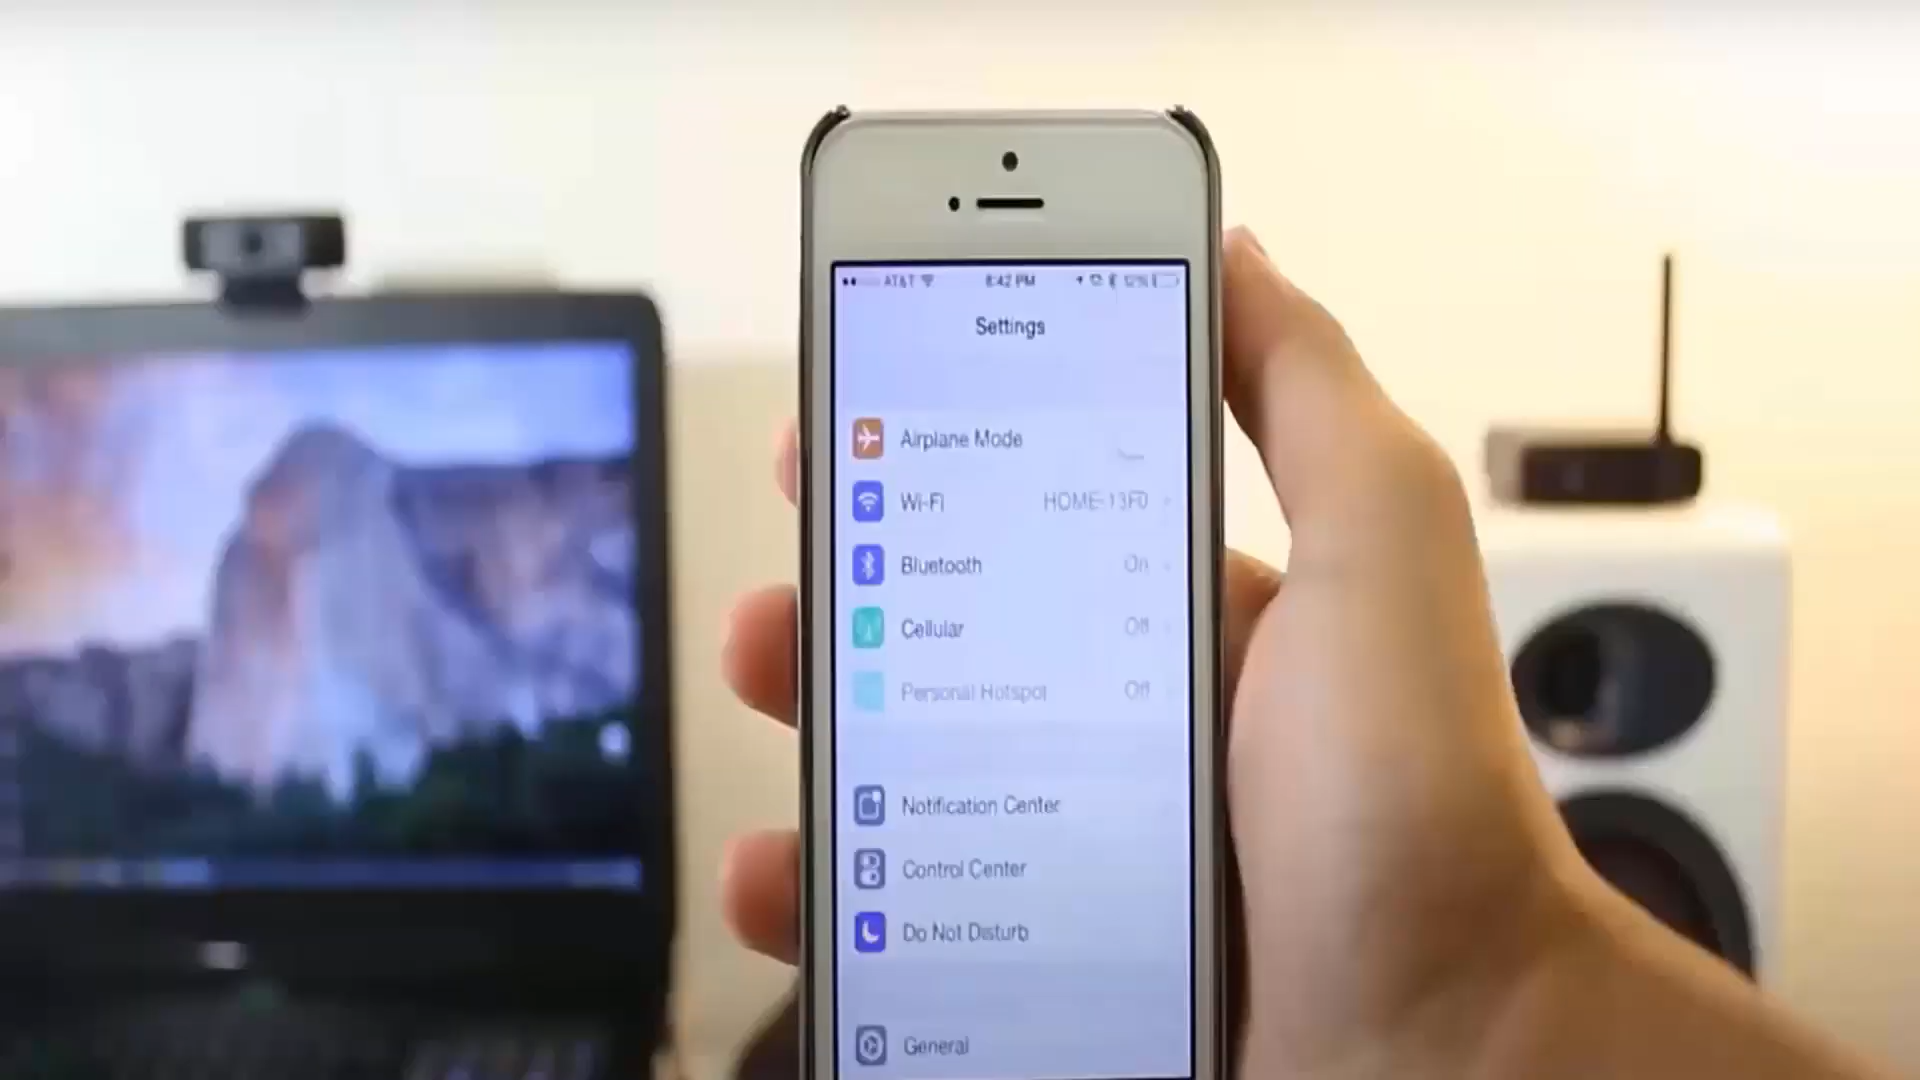 AT&T 8:42 PM 12%
Settings
Airplane Mode
Wi-Fi HOME-13F0
Bluetooth On
Cellular Off
Personal Hotspot Off
Notification Center
Control Center
Do Not Disturb
General